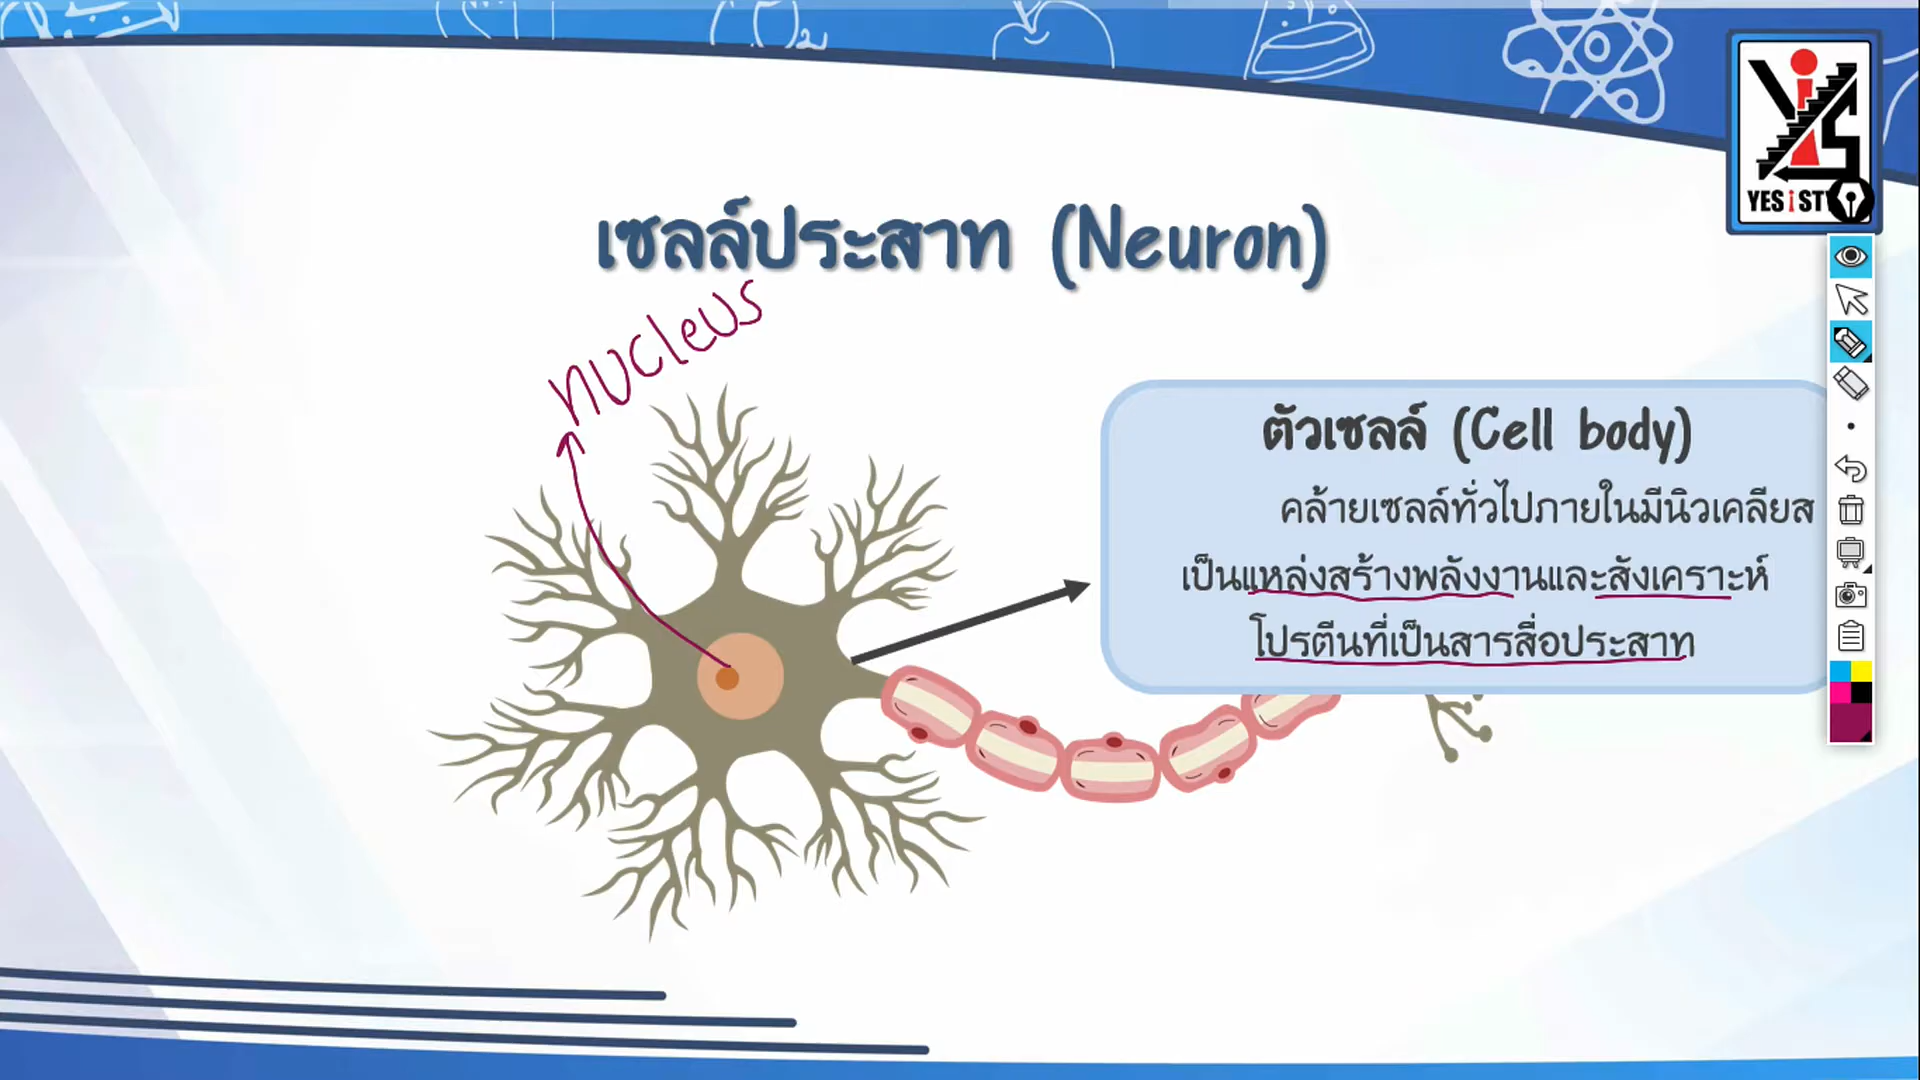 เซลล์ประสาท (Neuron)
nucleus
ตัวเซลล์ (Cell body)
คล้ายเซลล์ทั่วไปภายในมีนิวเคลียส
เป็นแหล่งสร้างพลังงานและสังเคราะห์
โปรตีนที่เป็นสารสื่อประสาท
YES i STY